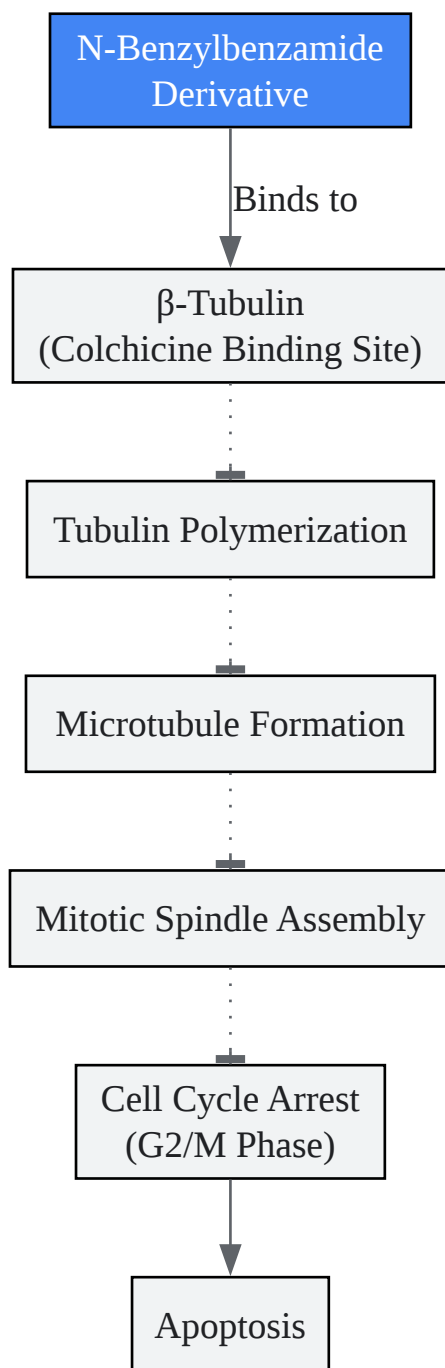 N-Benzylbenzamide
Derivative
Binds to
β-Tubulin
(Colchicine Binding Site)
Tubulin Polymerization
Microtubule Formation
Mitotic Spindle Assembly
Cell Cycle Arrest
(G2/M Phase)
Apoptosis